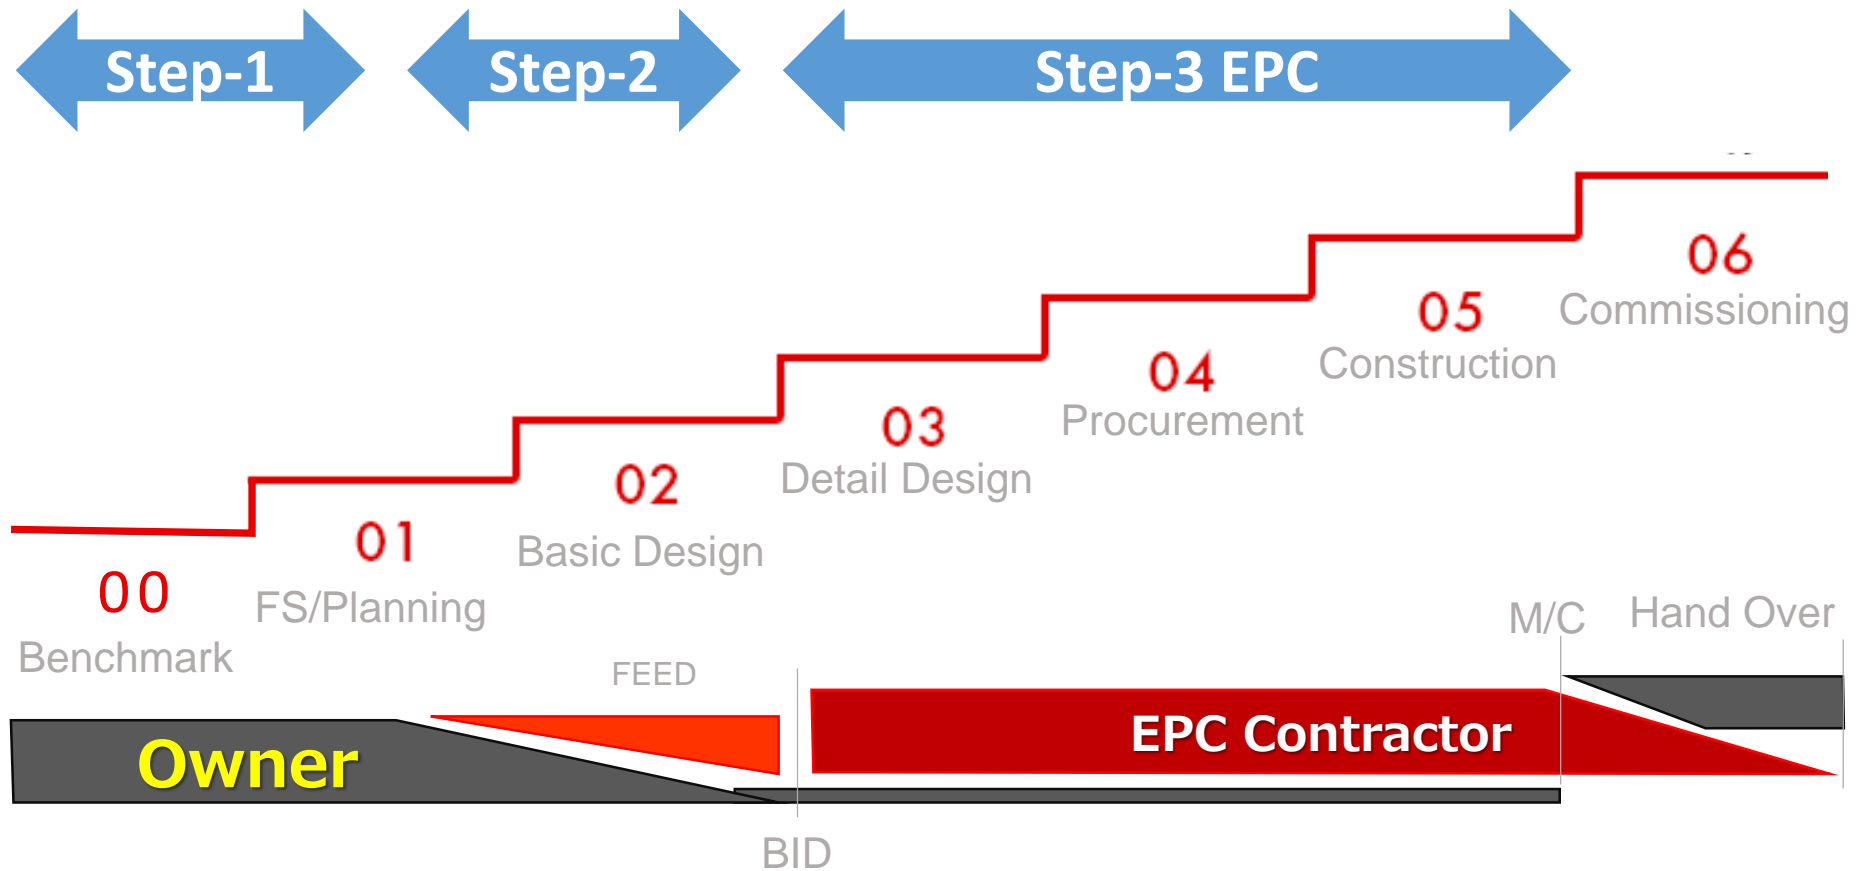 Step-1
Step-2
Step-3 EPC
06
Commissioning
05
Construction
04
Procurement
03
Detail Design
02
Basic Design
01
FS/Planning
00
Benchmark
M/C
Hand Over
FEED
Owner
EPC Contractor
BID